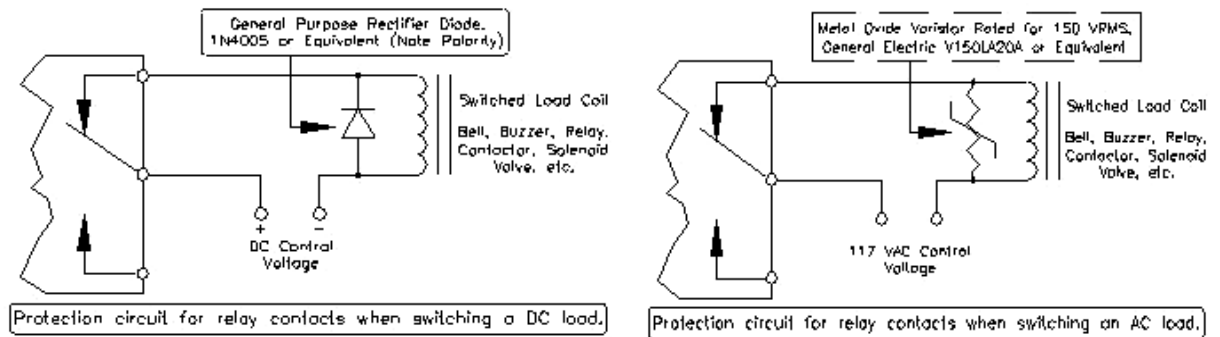 General Purpose Rectifier Diode.
1N4005 or Equivalent (Note Polarity)
Switched Load Coil
Bell, Buzzer, Relay.
Contactor, Solenoid
Valve, etc.
+
−
DC Control
Voltage
Protection circuit for relay contacts when switching a DC load.
Metal Oxide Varistor Rated for 150 VRMS,
General Electric V150LA20A or Equivalent
Switched Load Coil
Bell, Buzzer, Relay,
Contactor, Solenoid
Valve, etc.
117 VAC Control
Voltage
Protection circuit for relay contacts when switching an AC load.